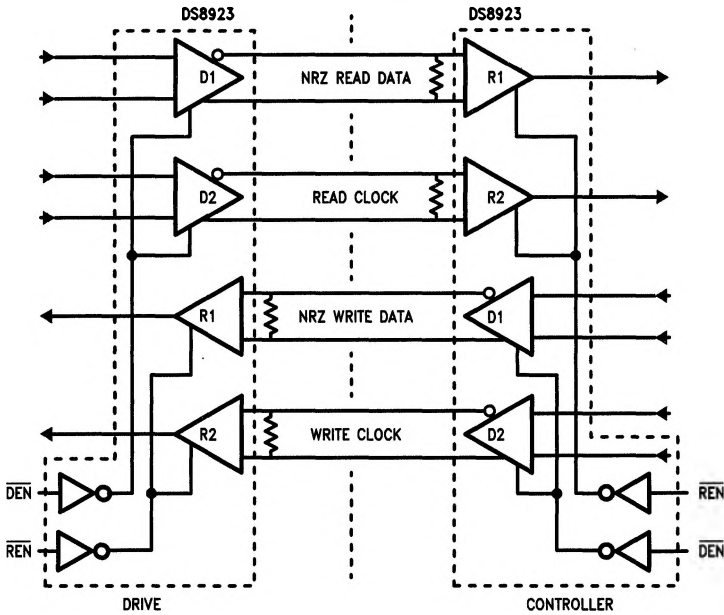 DS8923 DS8923
D1 NRZ READ DATA R1
D2 READ CLOCK R2
R1 NRZ WRITE DATA D1
R2 WRITE CLOCK D2
DEN REN
REN DEN
DRIVE CONTROLLER